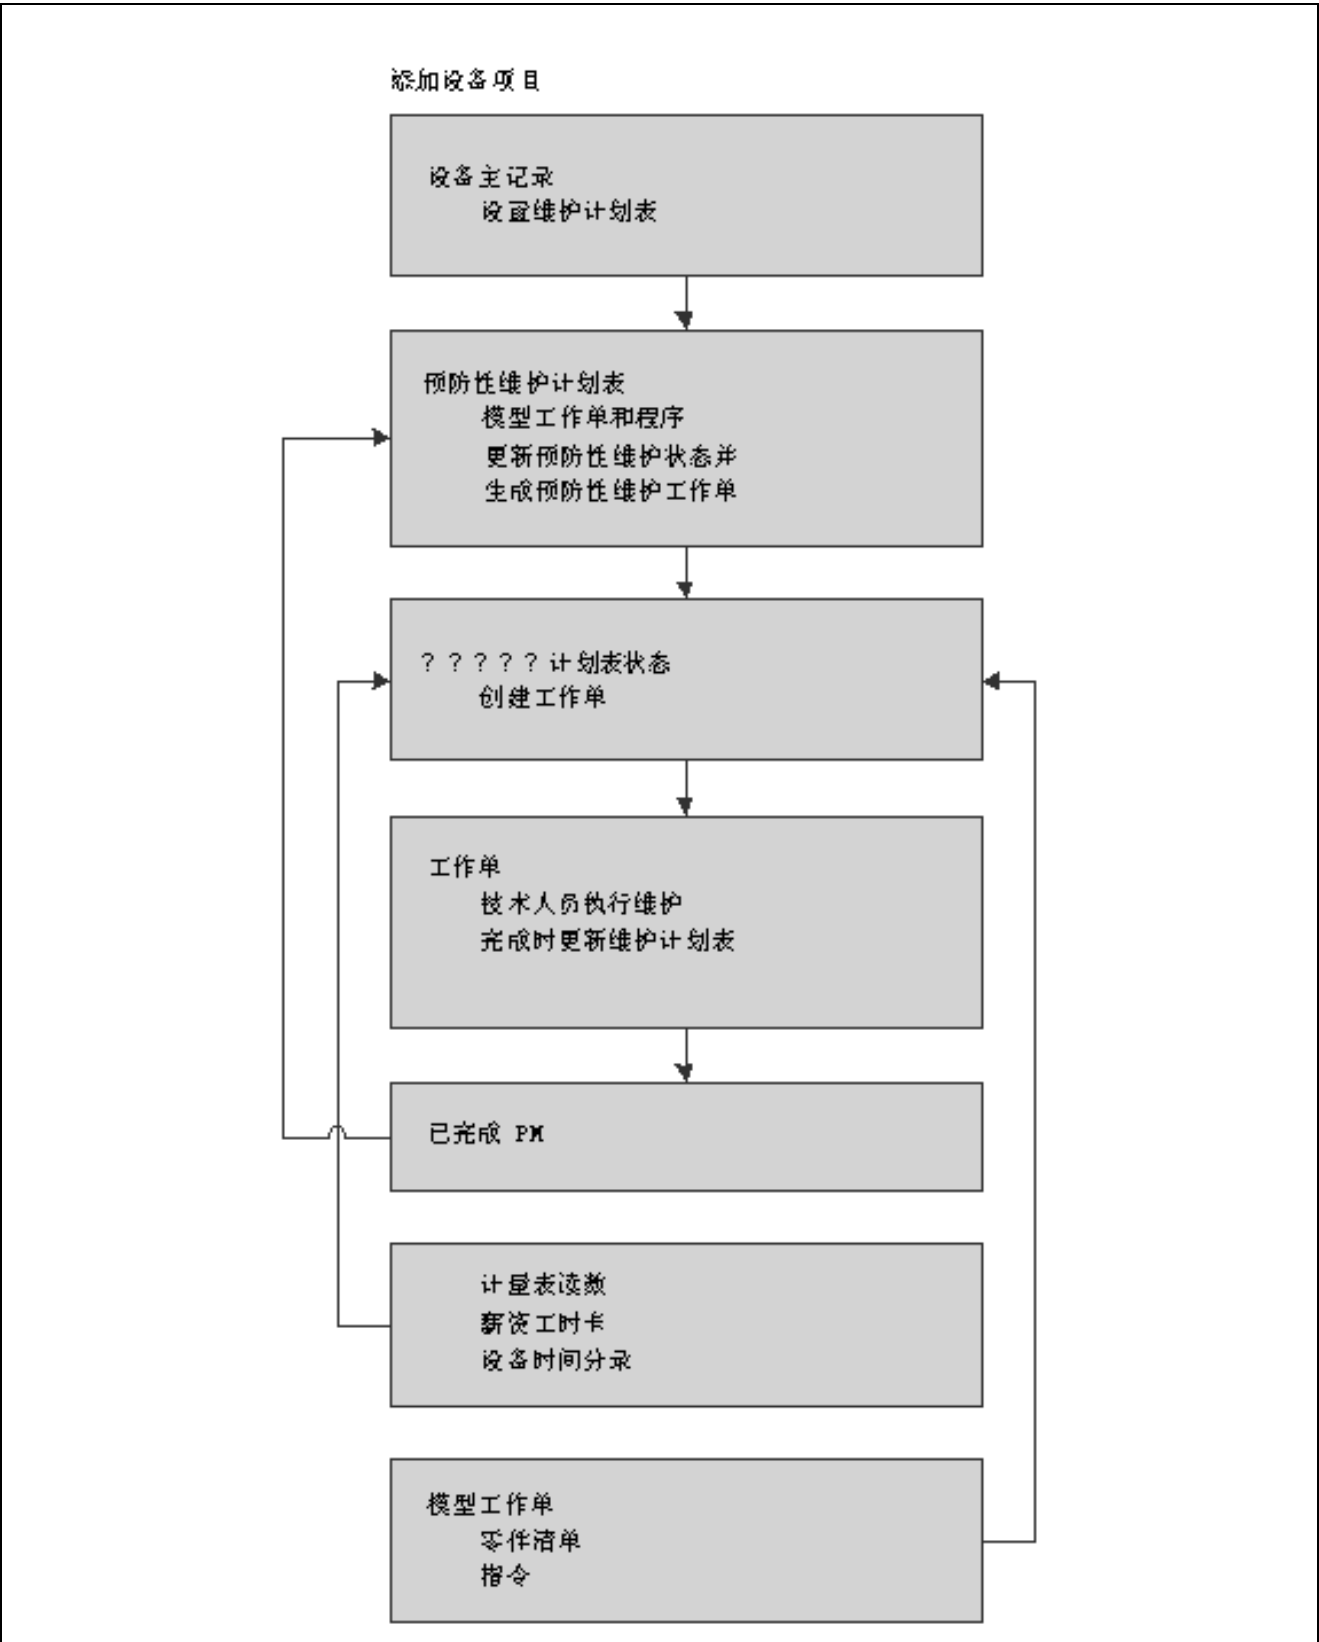 添加设备项目
设备主记录
设置维护计划表
预防性维护计划表
模型工作单和程序
更新预防性维护状态并
生成预防性维护工作单
？？？？？计划表状态
创建工作单
工作单
技术人员执行维护
完成时更新维护计划表
已完成 PM
计量表读数
薪资工时卡
设备时间分录
模型工作单
零件清单
指令